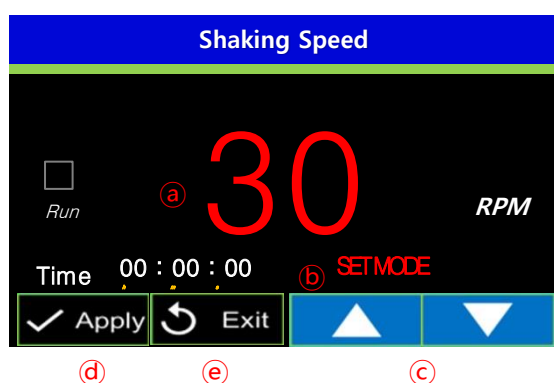 Shaking Speed
ⓐ 30
Run
RPM
Time 00 : 00 : 00
ⓑ SET MODE
Apply Exit
ⓓ ⓔ ⓒ